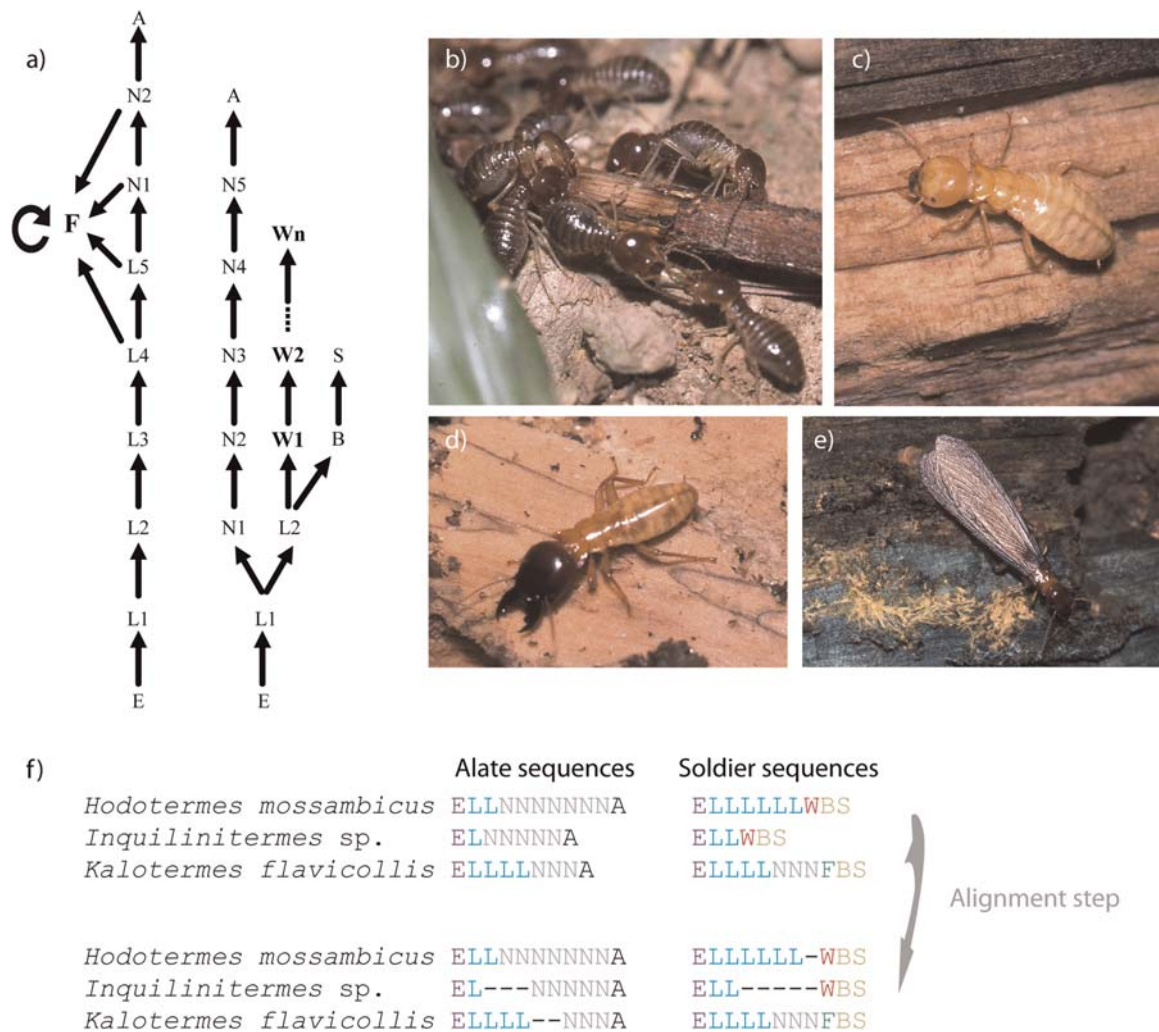 a)
A
N2 A
N1 N5
F
Wn
L5 N4
L4 N3 W2 S
L3 N2 W1 B
L2 N1 L2
L1 L1
E E
b)
c)
d)
e)
f)
Alate sequences Soldier sequences
Hodotermes mossambicus ELLNNNNNNNA ELLLLLLWBS
Inquilinitermes sp. ELNNNNNA ELLWBS
Kalotermes flavicollis ELLLLNNNA ELLLLNNNFBS
Alignment step
Hodotermes mossambicus ELLNNNNNNNA ELLLLLL-WBS
Inquilinitermes sp. EL---NNNNNA ELL-----WBS
Kalotermes flavicollis ELLLL--NNNA ELLLLNNNFBS